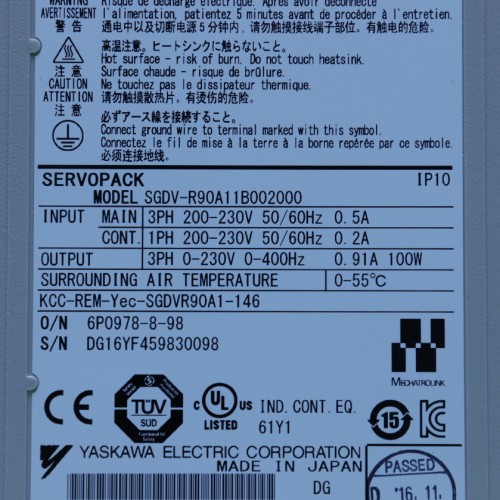 WARNING Risque de décharge électrique. Après avoir déconnecté
AVERTISSEMENT l'alimentation, patientez 5 minutes avant de procéder à l'entretien.
警告 通电中以及切断电源5分钟内, 请勿触摸接线端子部位, 有触电的危险。
高温注意。ヒートシンクに触らないこと。
注意 Hot surface - risk of burn. Do not touch heatsink.
CAUTION Surface chaude - risque de brûlure.
Ne touchez pas le dissipateur thermique.
ATTENTION 请勿触摸散热片, 有烫伤的危险。
必ずアース線を接続すること。
Connect ground wire to terminal marked with this symbol.
Connectez le fil de mise à la terre à la borne repérée par ce symbole.
必须连接地线。
SERVOPACK IP10
MODEL SGDV-R90A11B002000
INPUT MAIN 3PH 200-230V 50/60Hz 0.5A
CONT. 1PH 200-230V 50/60Hz 0.2A
OUTPUT 3PH 0-230V 0-400Hz 0.91A 100W
SURROUNDING AIR TEMPERATURE 0-55℃
KCC-REM-Yec-SGDVR90A1-146
O/N 6P0978-8-98
S/N DG16YF459830098
MECHATROLINK
CE TÜV SÜD c UL us LISTED IND. CONT. EQ. 61Y1 15
YASKAWA ELECTRIC CORPORATION
MADE IN JAPAN
DG
PASSED
'16. 11.